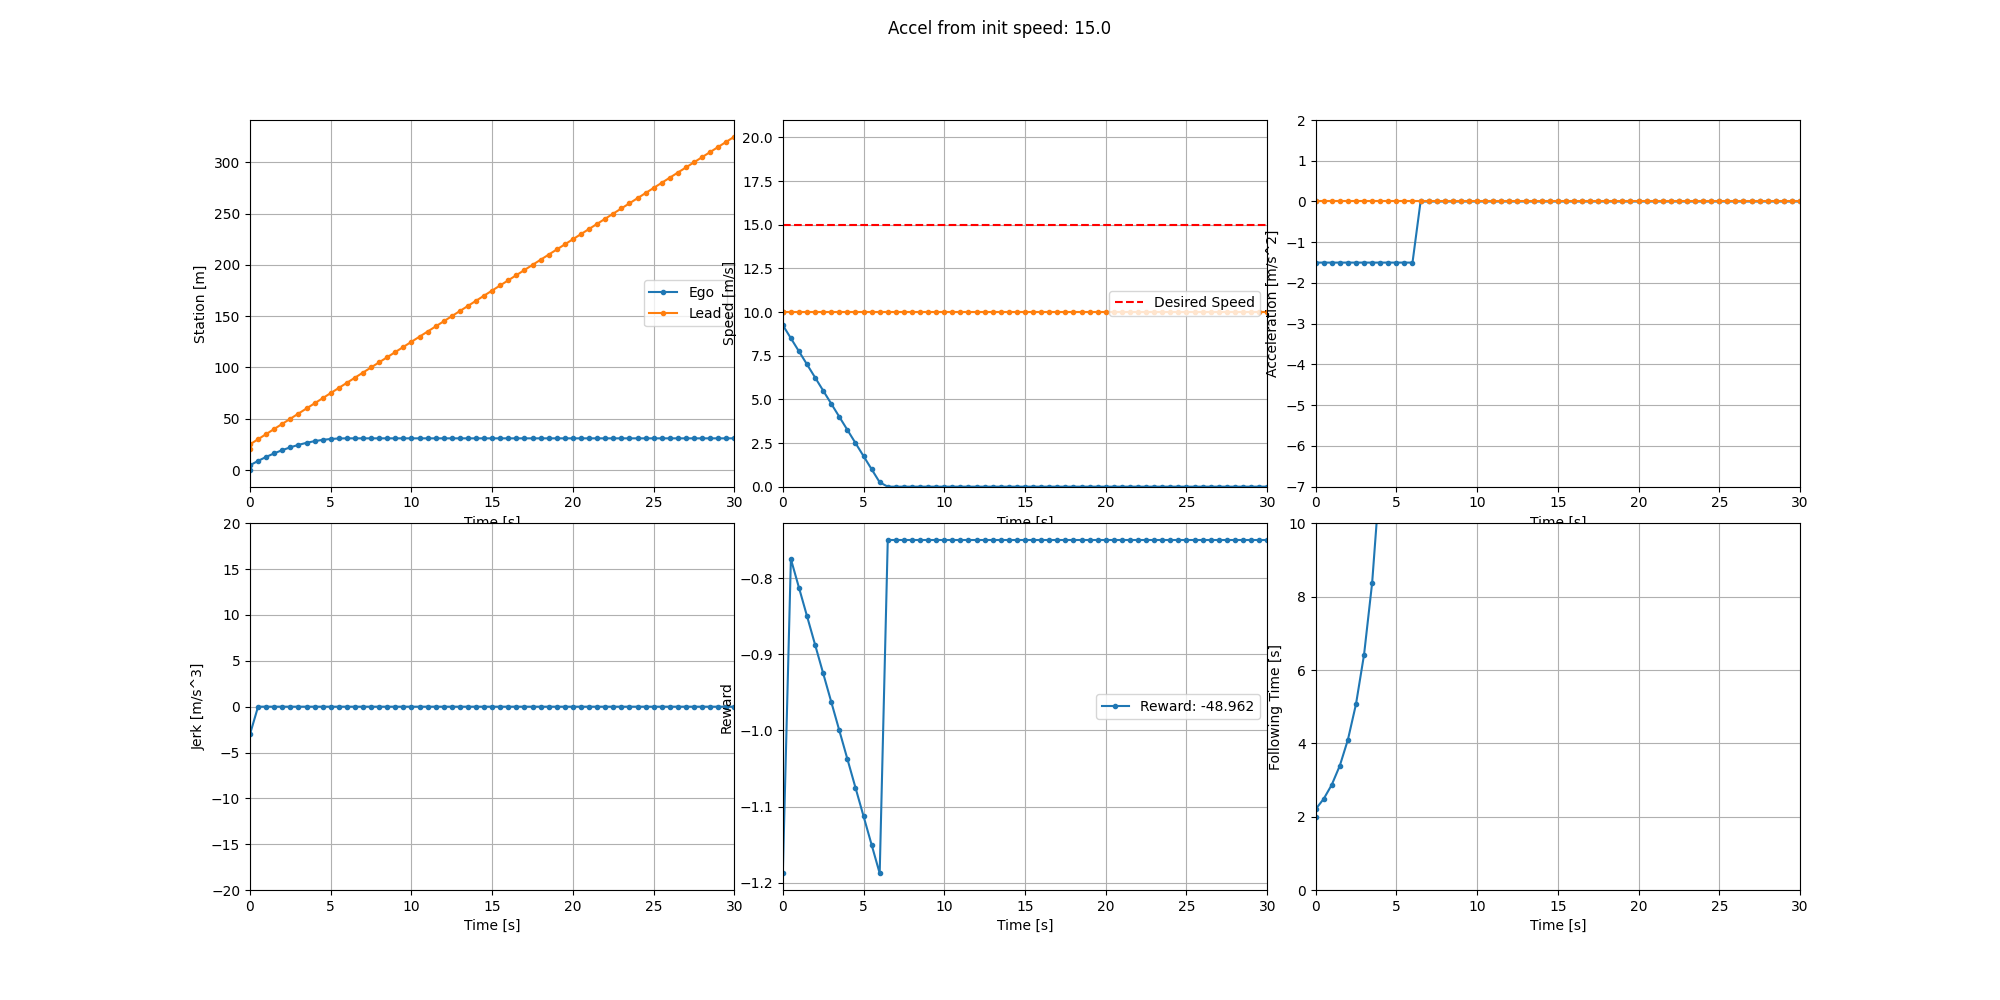 Accel from init speed: 15.0
300
250
200
150
100
50
0
Station [m]
Ego
Lead
0 5 10 15 20 25 30
Time [s]
20.0
17.5
15.0
12.5
10.0
7.5
5.0
2.5
0.0
Speed [m/s]
Desired Speed
0 5 10 15 20 25 30
Time [s]
2
1
0
−1
−2
−3
−4
−5
−6
−7
Acceleration [m/s^2]
0 5 10 15 20 25 30
Time [s]
20
15
10
5
0
−5
−10
−15
−20
Jerk [m/s^3]
0 5 10 15 20 25 30
Time [s]
−0.8
−0.9
−1.0
−1.1
−1.2
Reward
Reward: -48.962
0 5 10 15 20 25 30
Time [s]
10
8
6
4
2
0
Following Time [s]
0 5 10 15 20 25 30
Time [s]